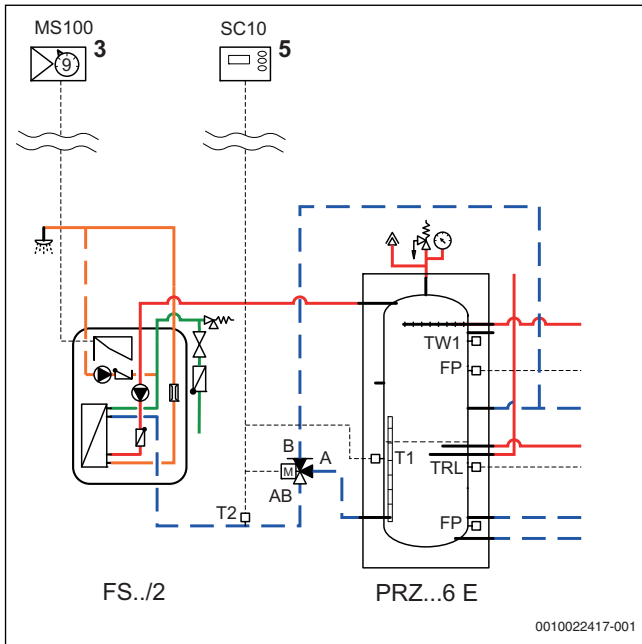 MS100 3
SC10 5
9
TW1
FP
B
A
T1
M
TRL
AB
T2
FP
FS../2
PRZ...6 E
0010022417-001